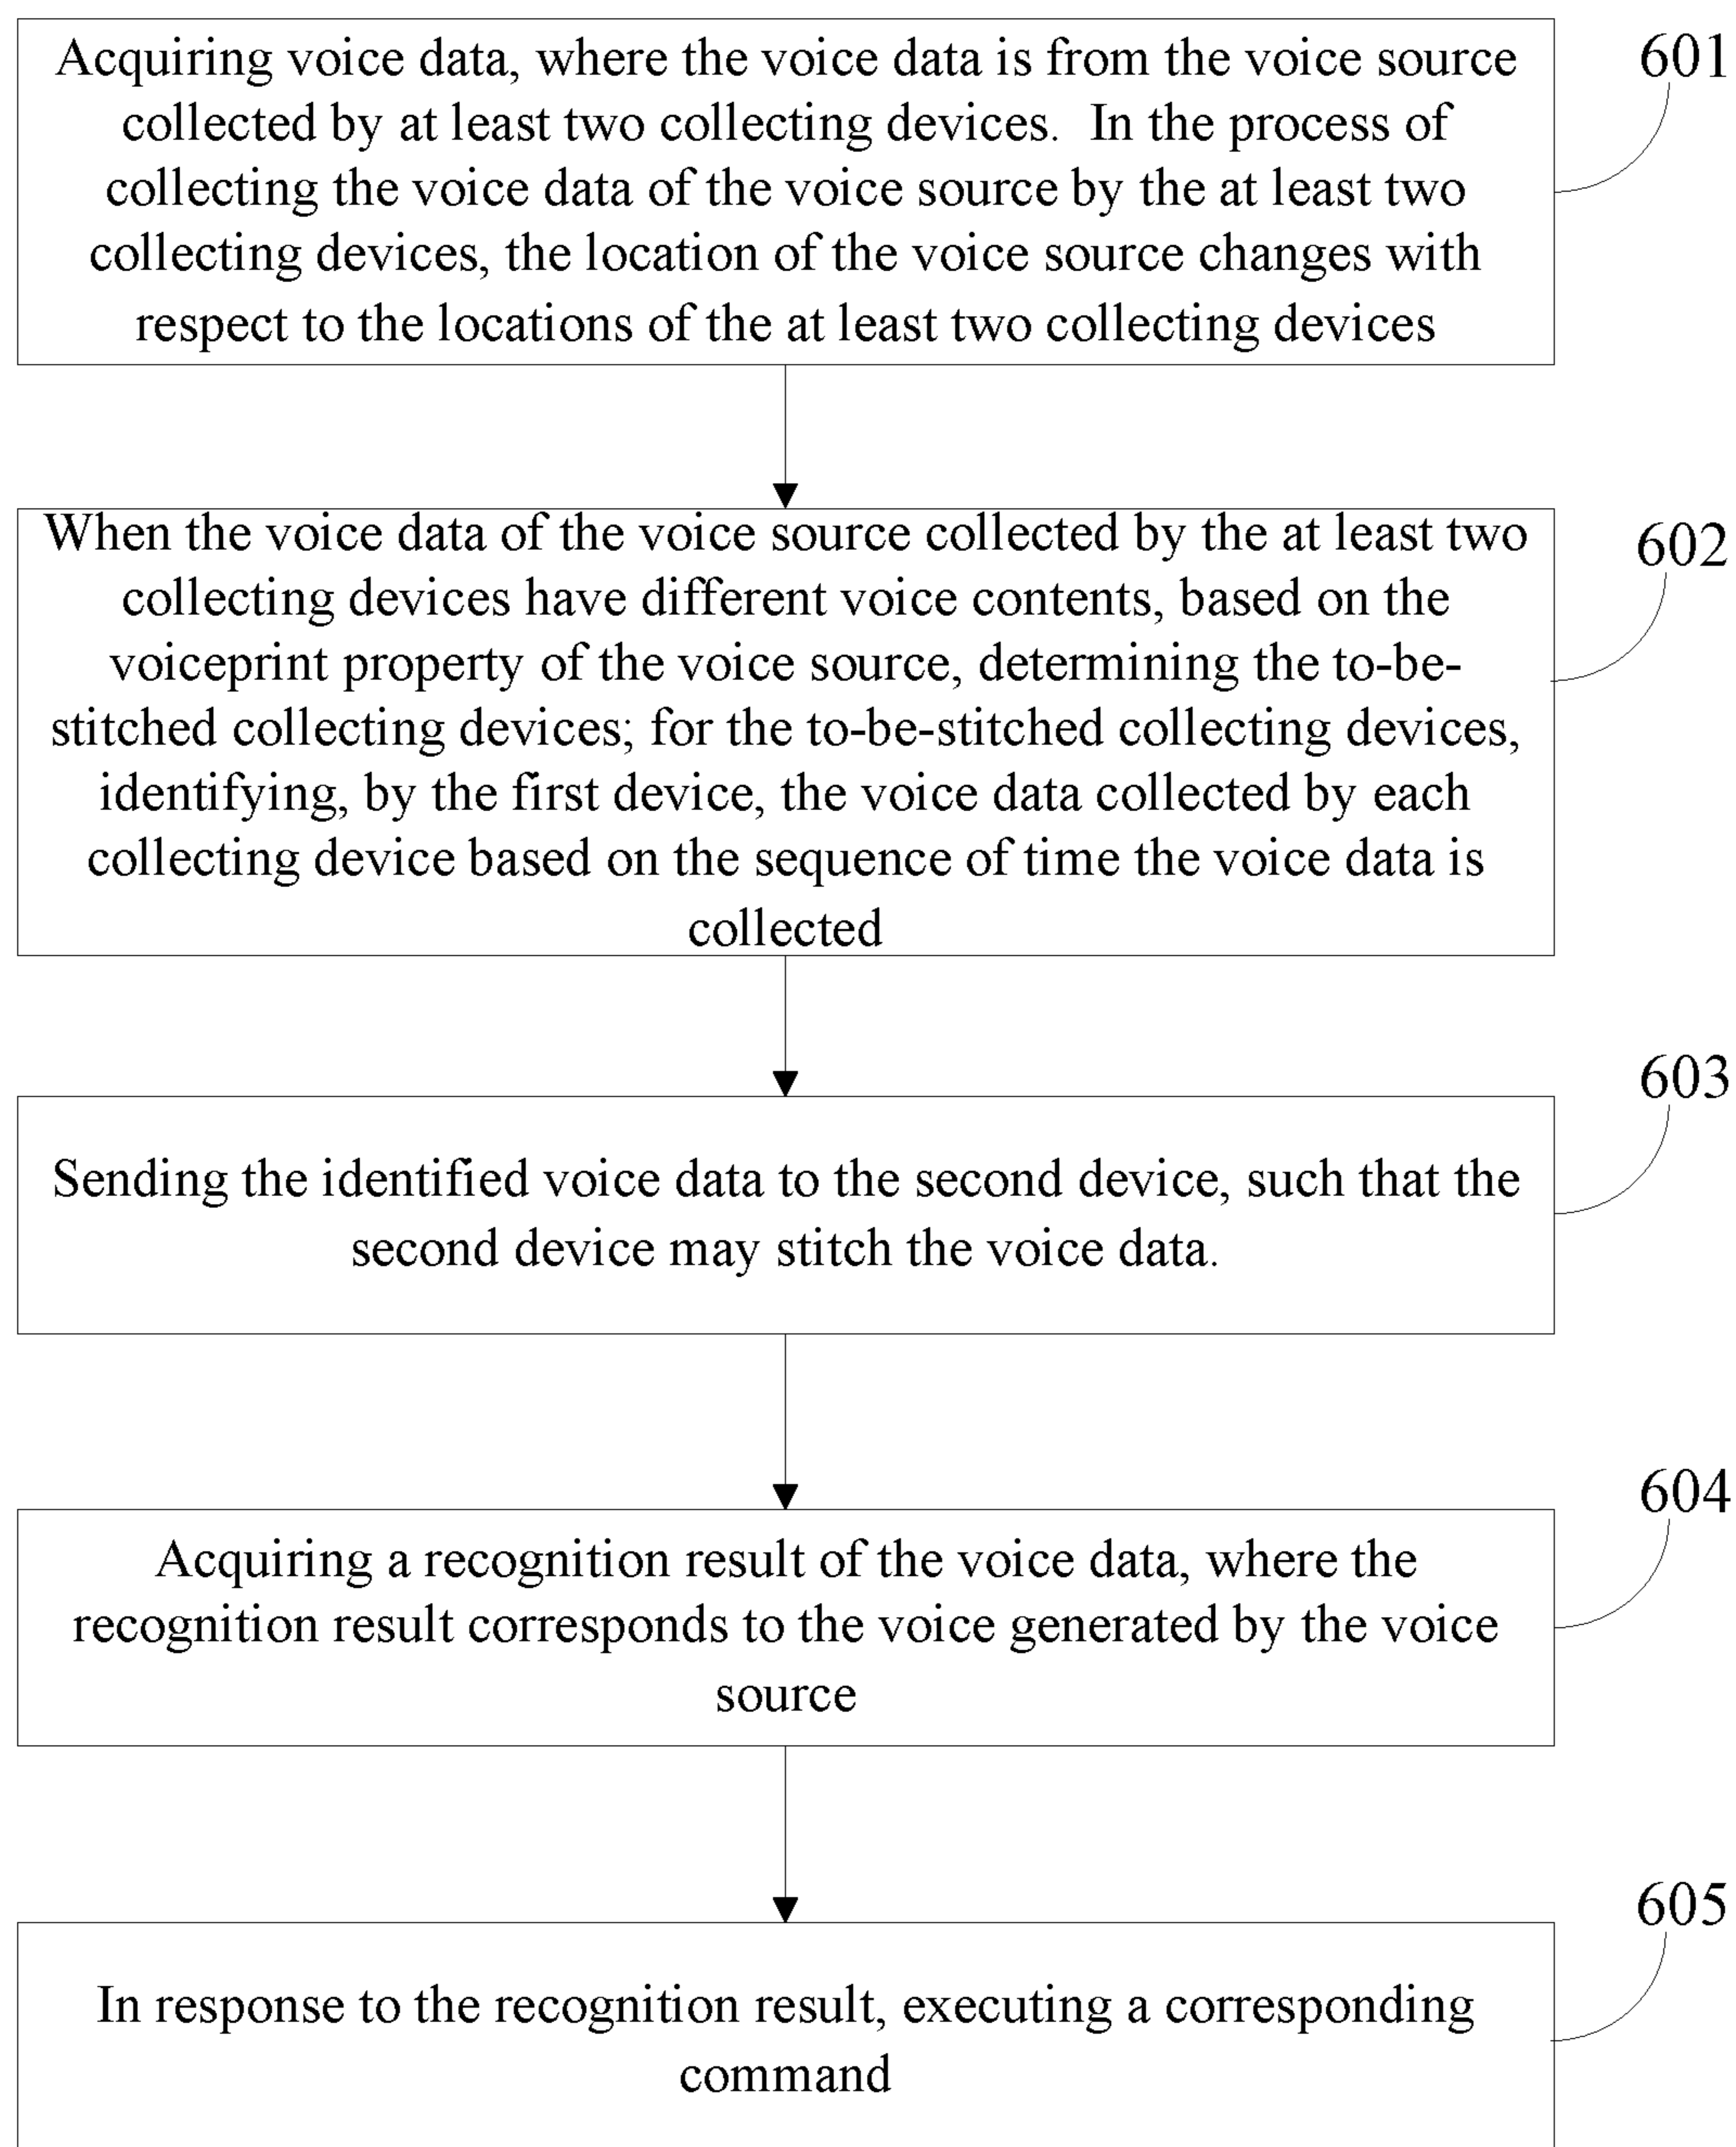 Acquiring voice data, where the voice data is from the voice source
collected by at least two collecting devices.  In the process of
collecting the voice data of the voice source by the at least two
collecting devices, the location of the voice source changes with
respect to the locations of the at least two collecting devices
601
When the voice data of the voice source collected by the at least two
collecting devices have different voice contents, based on the
voiceprint property of the voice source, determining the to-be-
stitched collecting devices; for the to-be-stitched collecting devices,
identifying, by the first device, the voice data collected by each
collecting device based on the sequence of time the voice data is
collected
602
Sending the identified voice data to the second device, such that the
second device may stitch the voice data.
603
Acquiring a recognition result of the voice data, where the
recognition result corresponds to the voice generated by the voice
source
604
In response to the recognition result, executing a corresponding
command
605